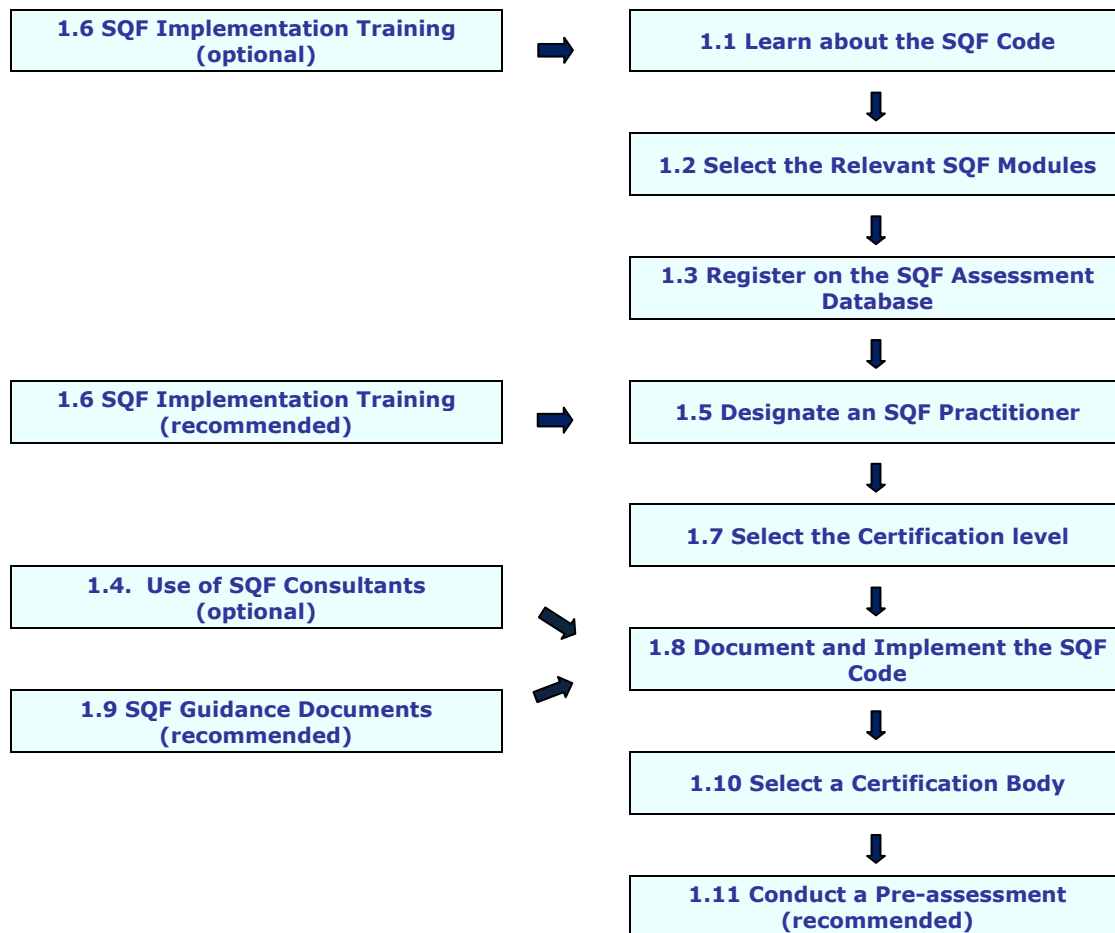 1.6 SQF Implementation Training
(optional)
1.1 Learn about the SQF Code
1.2 Select the Relevant SQF Modules
1.3 Register on the SQF Assessment
Database
1.6 SQF Implementation Training
(recommended)
1.5 Designate an SQF Practitioner
1.7 Select the Certification level
1.4.  Use of SQF Consultants
(optional)
1.8 Document and Implement the SQF
Code
1.9 SQF Guidance Documents
(recommended)
1.10 Select a Certification Body
1.11 Conduct a Pre-assessment
(recommended)